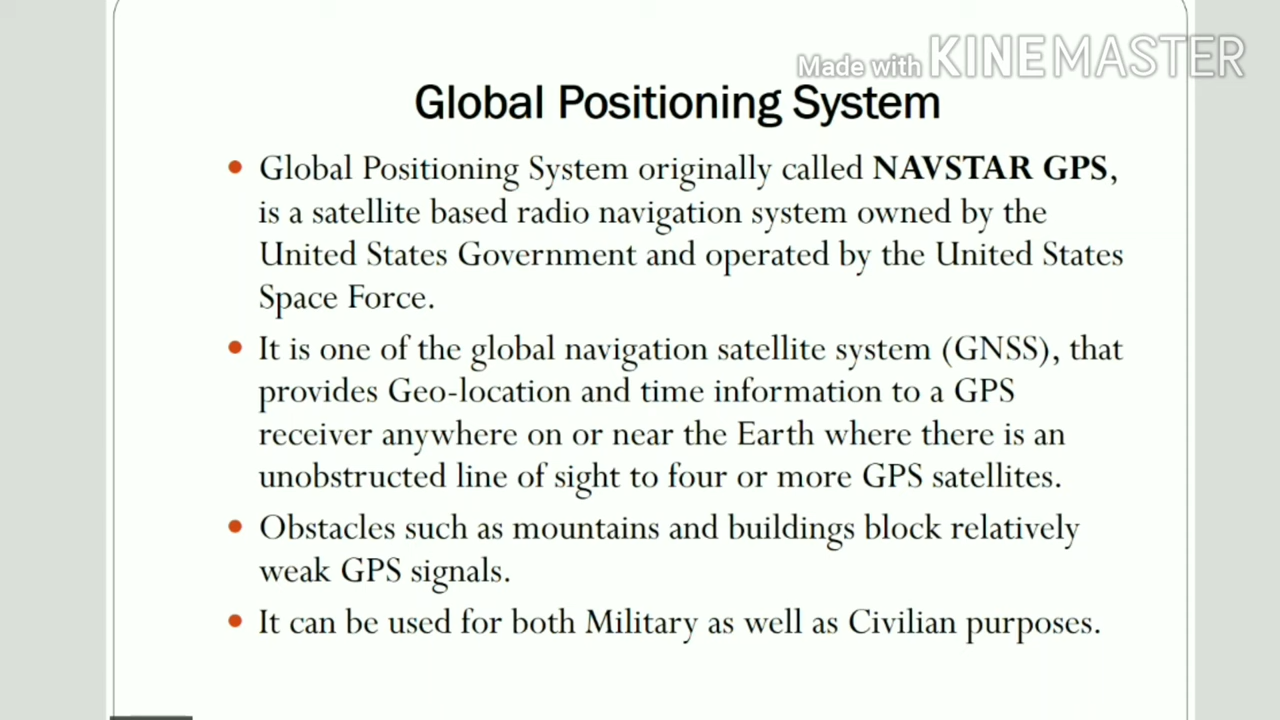 Made with KINEMASTER
Global Positioning System
• Global Positioning System originally called NAVSTAR GPS,
is a satellite based radio navigation system owned by the
United States Government and operated by the United States
Space Force.
• It is one of the global navigation satellite system (GNSS), that
provides Geo-location and time information to a GPS
receiver anywhere on or near the Earth where there is an
unobstructed line of sight to four or more GPS satellites.
• Obstacles such as mountains and buildings block relatively
weak GPS signals.
• It can be used for both Military as well as Civilian purposes.